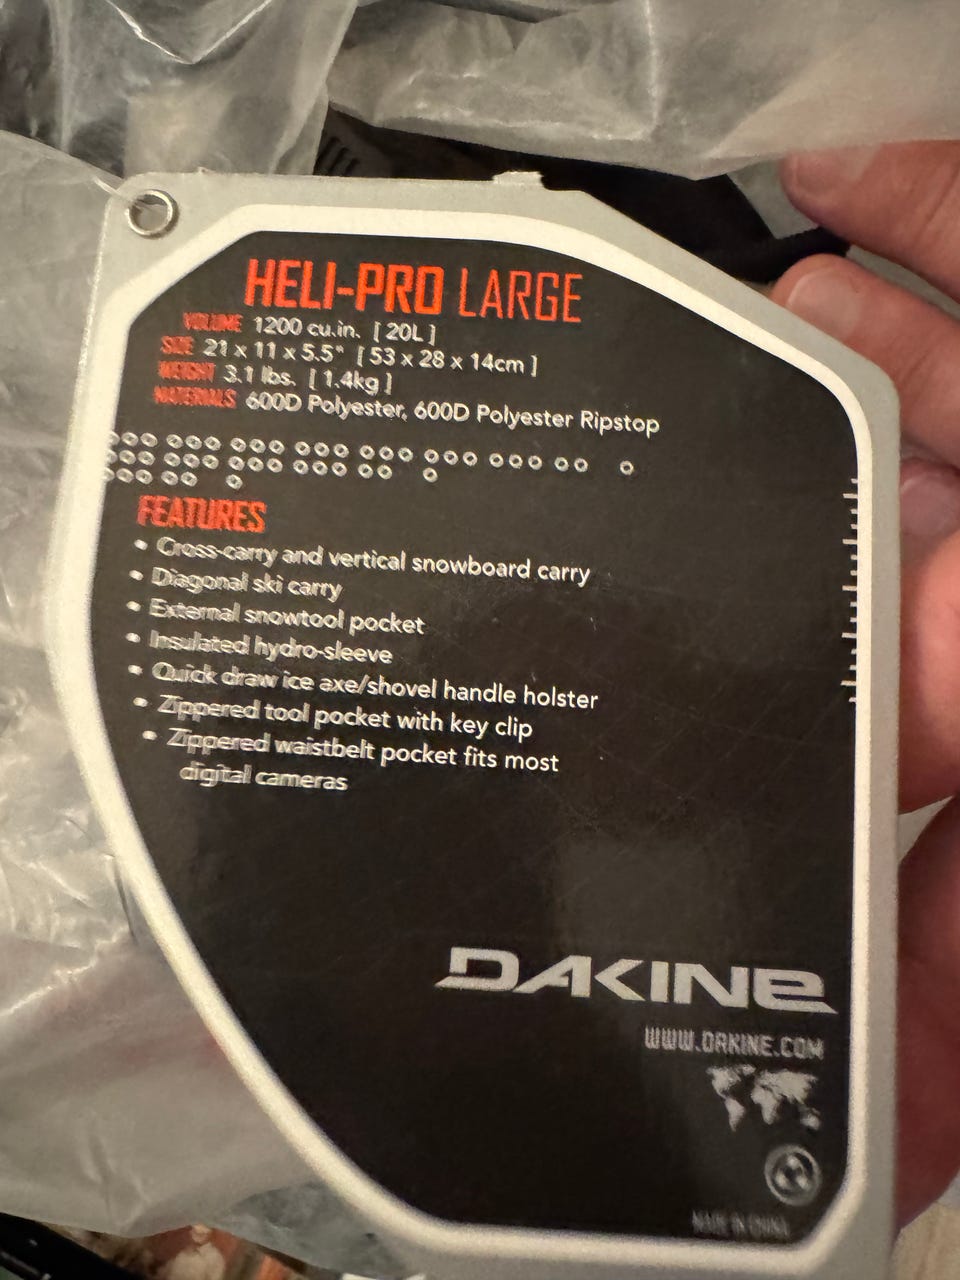 HELI-PRO LARGE
VOLUME 1200 cu.in. [ 20L ]
SIZE 21 x 11 x 5.5" [ 53 x 28 x 14cm ]
WEIGHT 3.1 lbs. [ 1.4kg ]
MATERIALS 600D Polyester, 600D Polyester Ripstop
FEATURES
• Cross-carry and vertical snowboard carry
• Diagonal ski carry
• External snowtool pocket
• Insulated hydro-sleeve
• Quick draw ice axe/shovel handle holster
• Zippered tool pocket with key clip
• Zippered waistbelt pocket fits most
digital cameras
DAKINE
WWW.DAKINE.COM
MADE IN CHINA